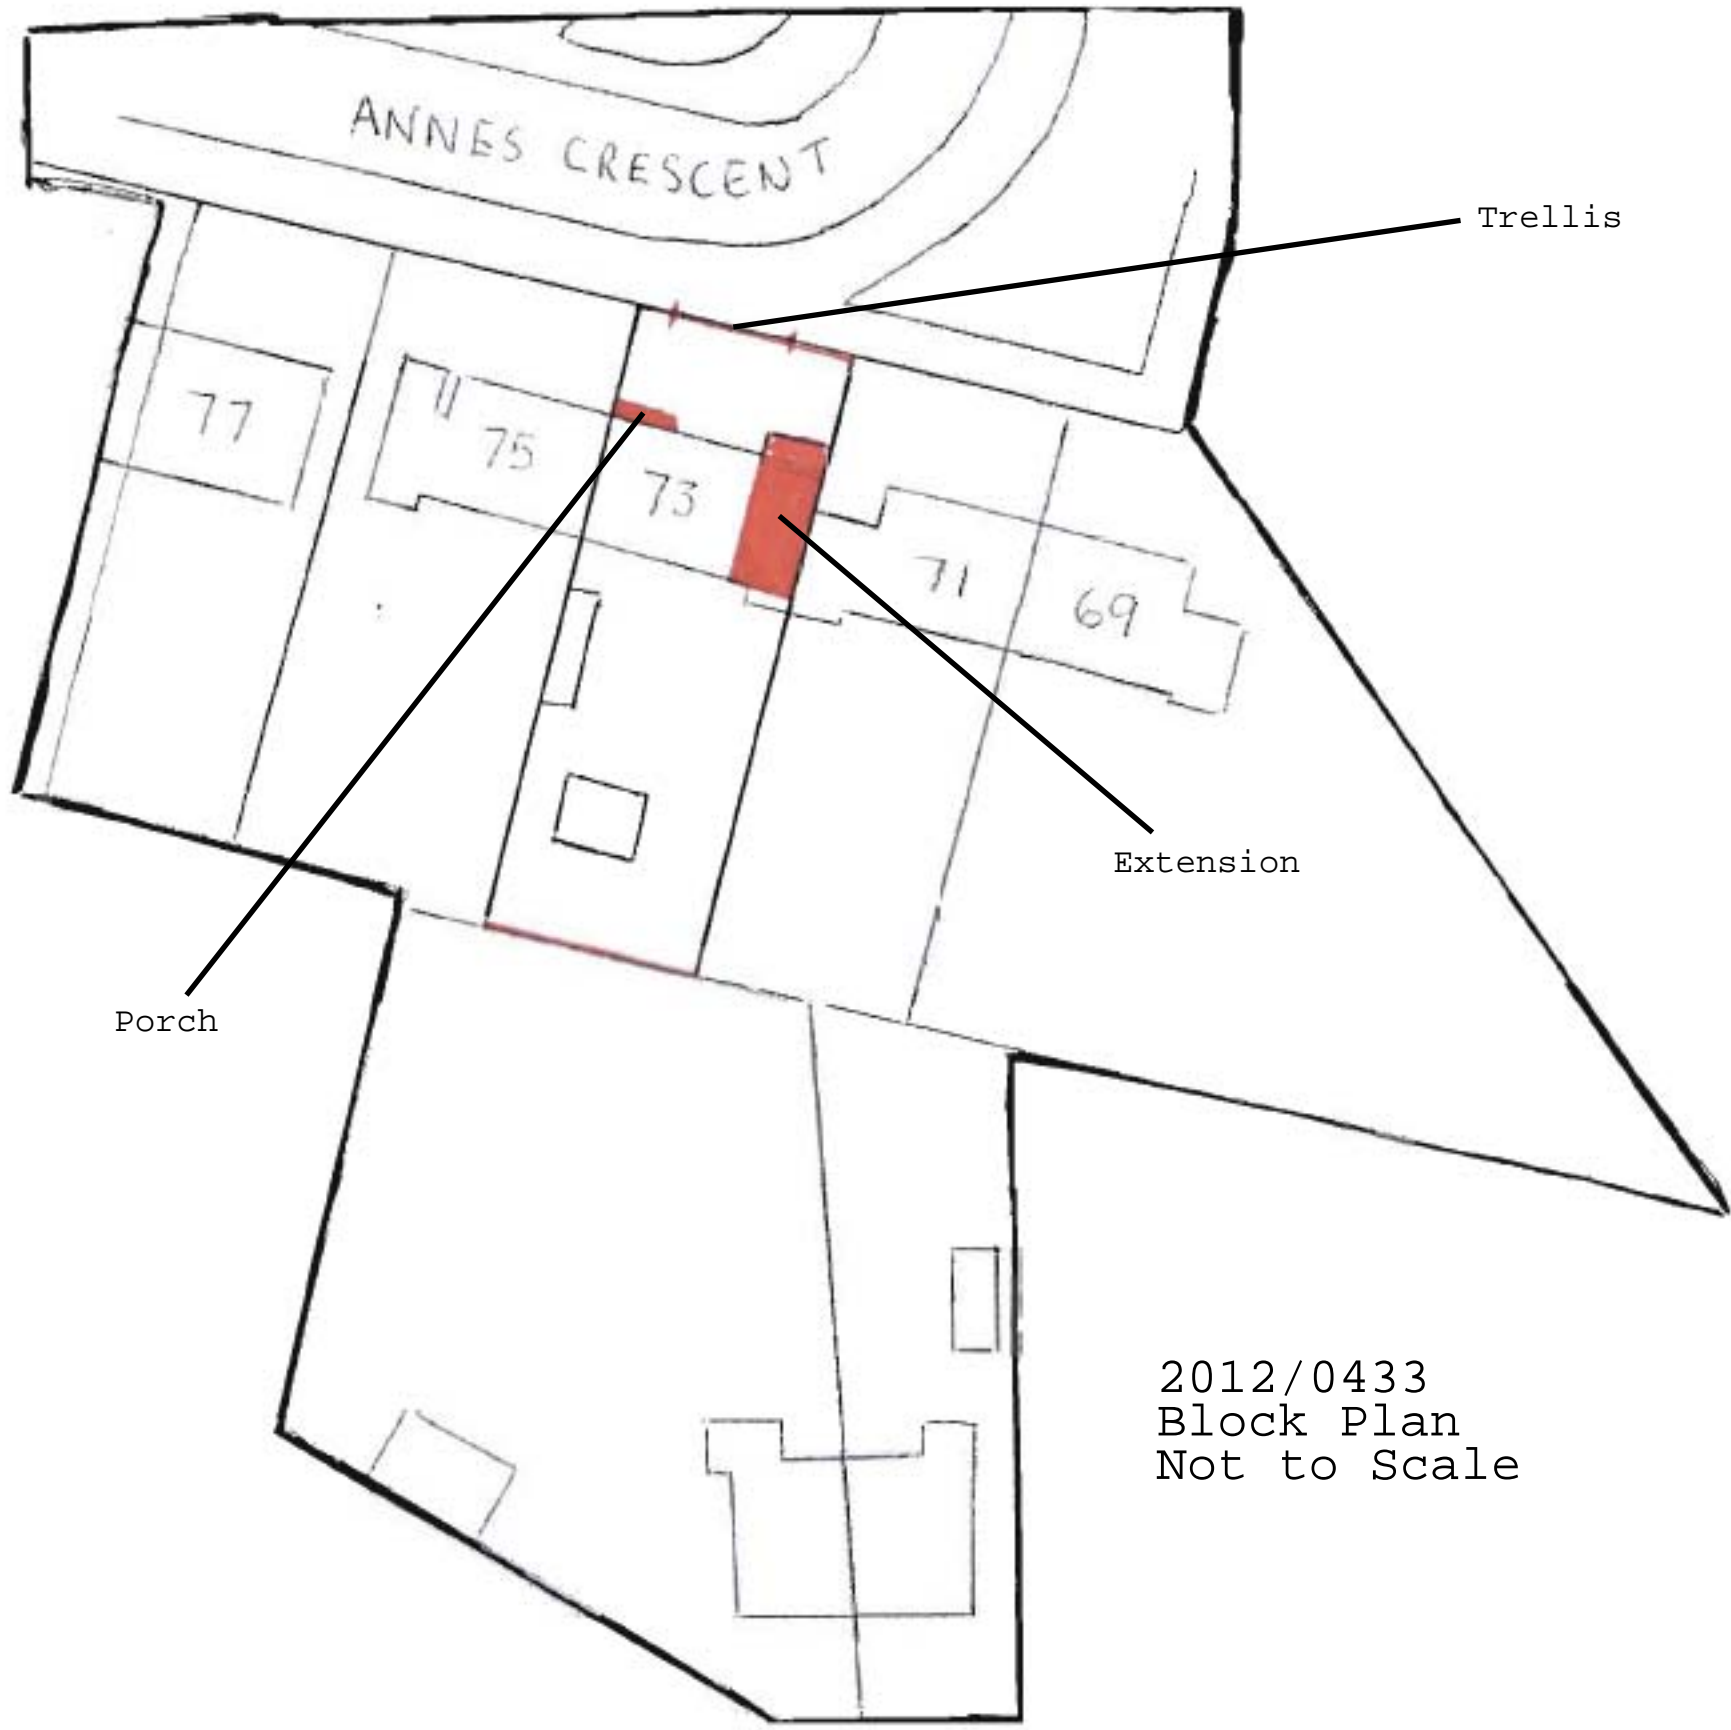 ANNES CRESCENT
Trellis
77
75
73
71
69
Extension
Porch
2012/0433
Block Plan
Not to Scale